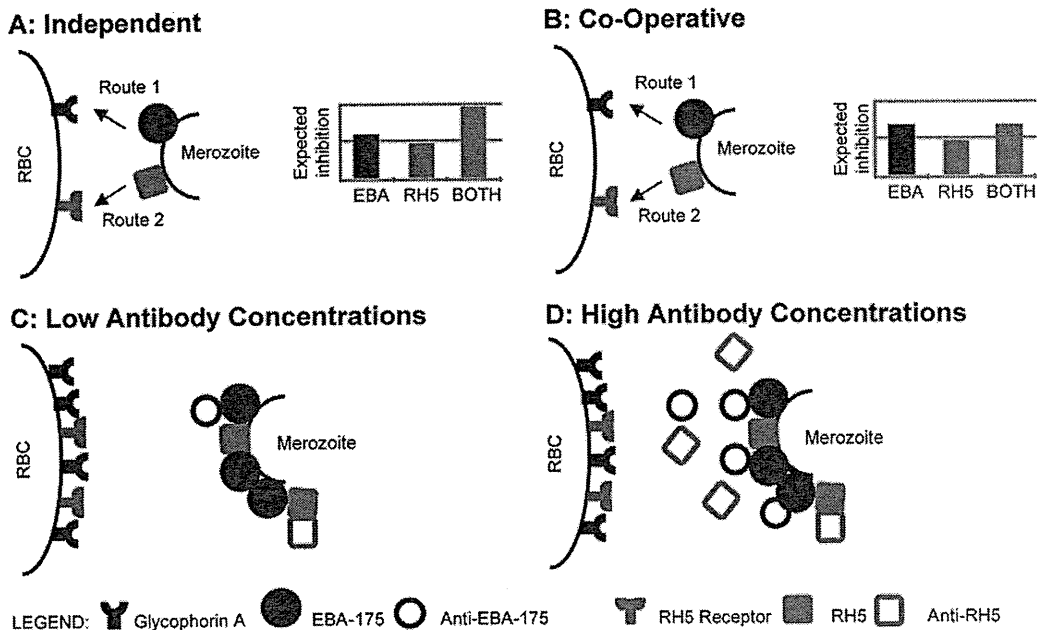 A: Independent
RBC
Route 1
Merozoite
Route 2
Expected
inhibition
EBA RH5 BOTH
B: Co-Operative
RBC
Route 1
Merozoite
Route 2
Expected
inhibition
EBA RH5 BOTH
C: Low Antibody Concentrations
RBC
Merozoite
D: High Antibody Concentrations
RBC
Merozoite
LEGEND: Glycophorin A EBA-175 Anti-EBA-175 RH5 Receptor RH5 Anti-RH5